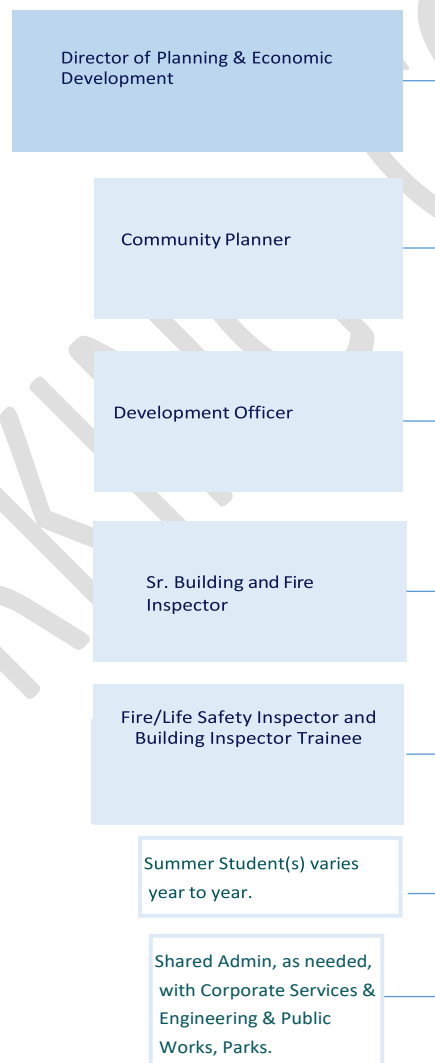 Director of Planning & Economic
Development
Community Planner
Development Officer
Sr. Building and Fire
Inspector
Fire/Life Safety Inspector and
Building Inspector Trainee
Summer Student(s) varies
year to year.
Shared Admin, as needed,
with Corporate Services &
Engineering & Public
Works, Parks.